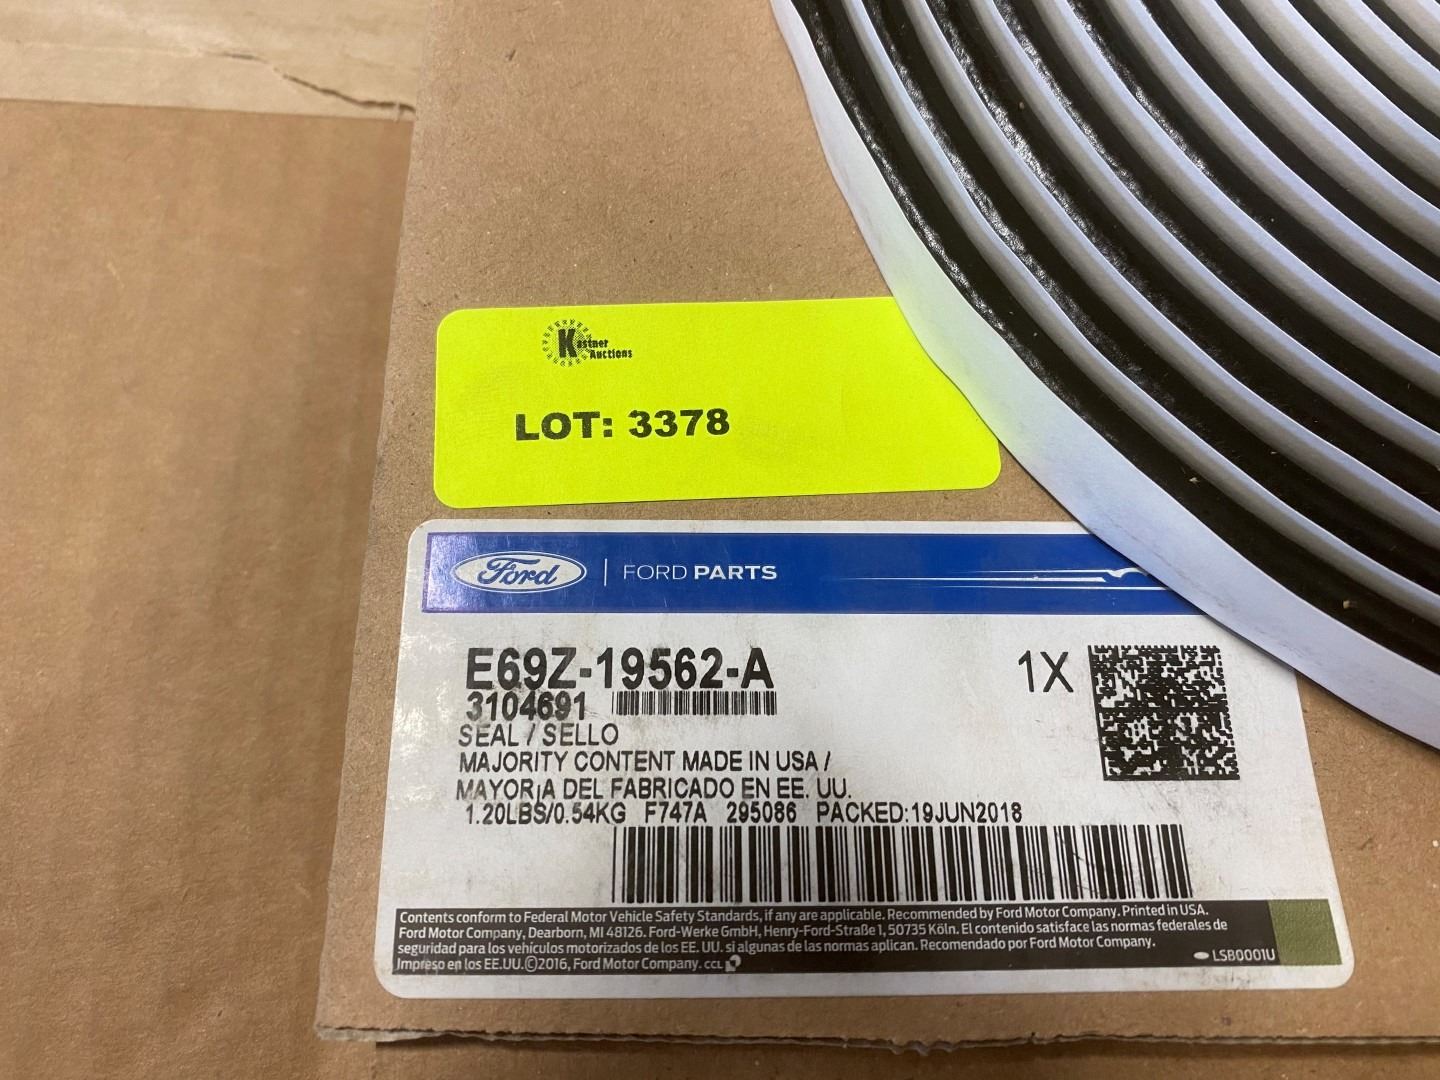 Kastner
Auctions
LOT: 3378
Ford | FORD PARTS
E69Z-19562-A
1X
3104691
SEAL / SELLO
MAJORITY CONTENT MADE IN USA /
MAYORiA DEL FABRICADO EN EE. UU.
1.20LBS/0.54KG F747A 295086 PACKED:19JUN2018
Contents conform to Federal Motor Vehicle Safety Standards, if any are applicable. Recommended by Ford Motor Company. Printed in USA.
Ford Motor Company, Dearborn, MI 48126. Ford-Werke GmbH, Henry-Ford-Straße 1, 50735 Köln. El contenido satisface las normas federales de
seguridad para los vehículos motorizados de los EE. UU. si algunas de las normas aplican. Recomendado por Ford Motor Company.
Impreso en los EE.UU.©2016, Ford Motor Company. CCL
LSB0001U